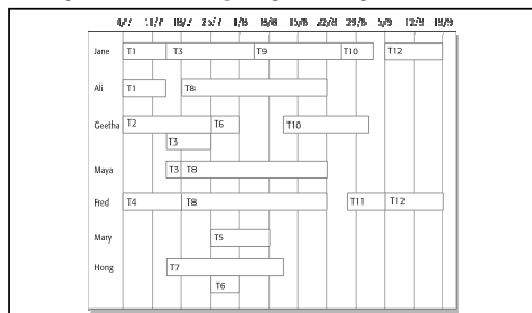 4/7 11/7 18/7 25/7 1/8 8/8 15/8 22/8 29/8 5/9 12/9 19/9
Jane T1 T3 T9 T10 T12
Ali T1 T8
Geetha T2 T6 T10
T3
Maya T3 T8
Fred T4 T8 T11 T12
Mary T5
Hong T7
T6